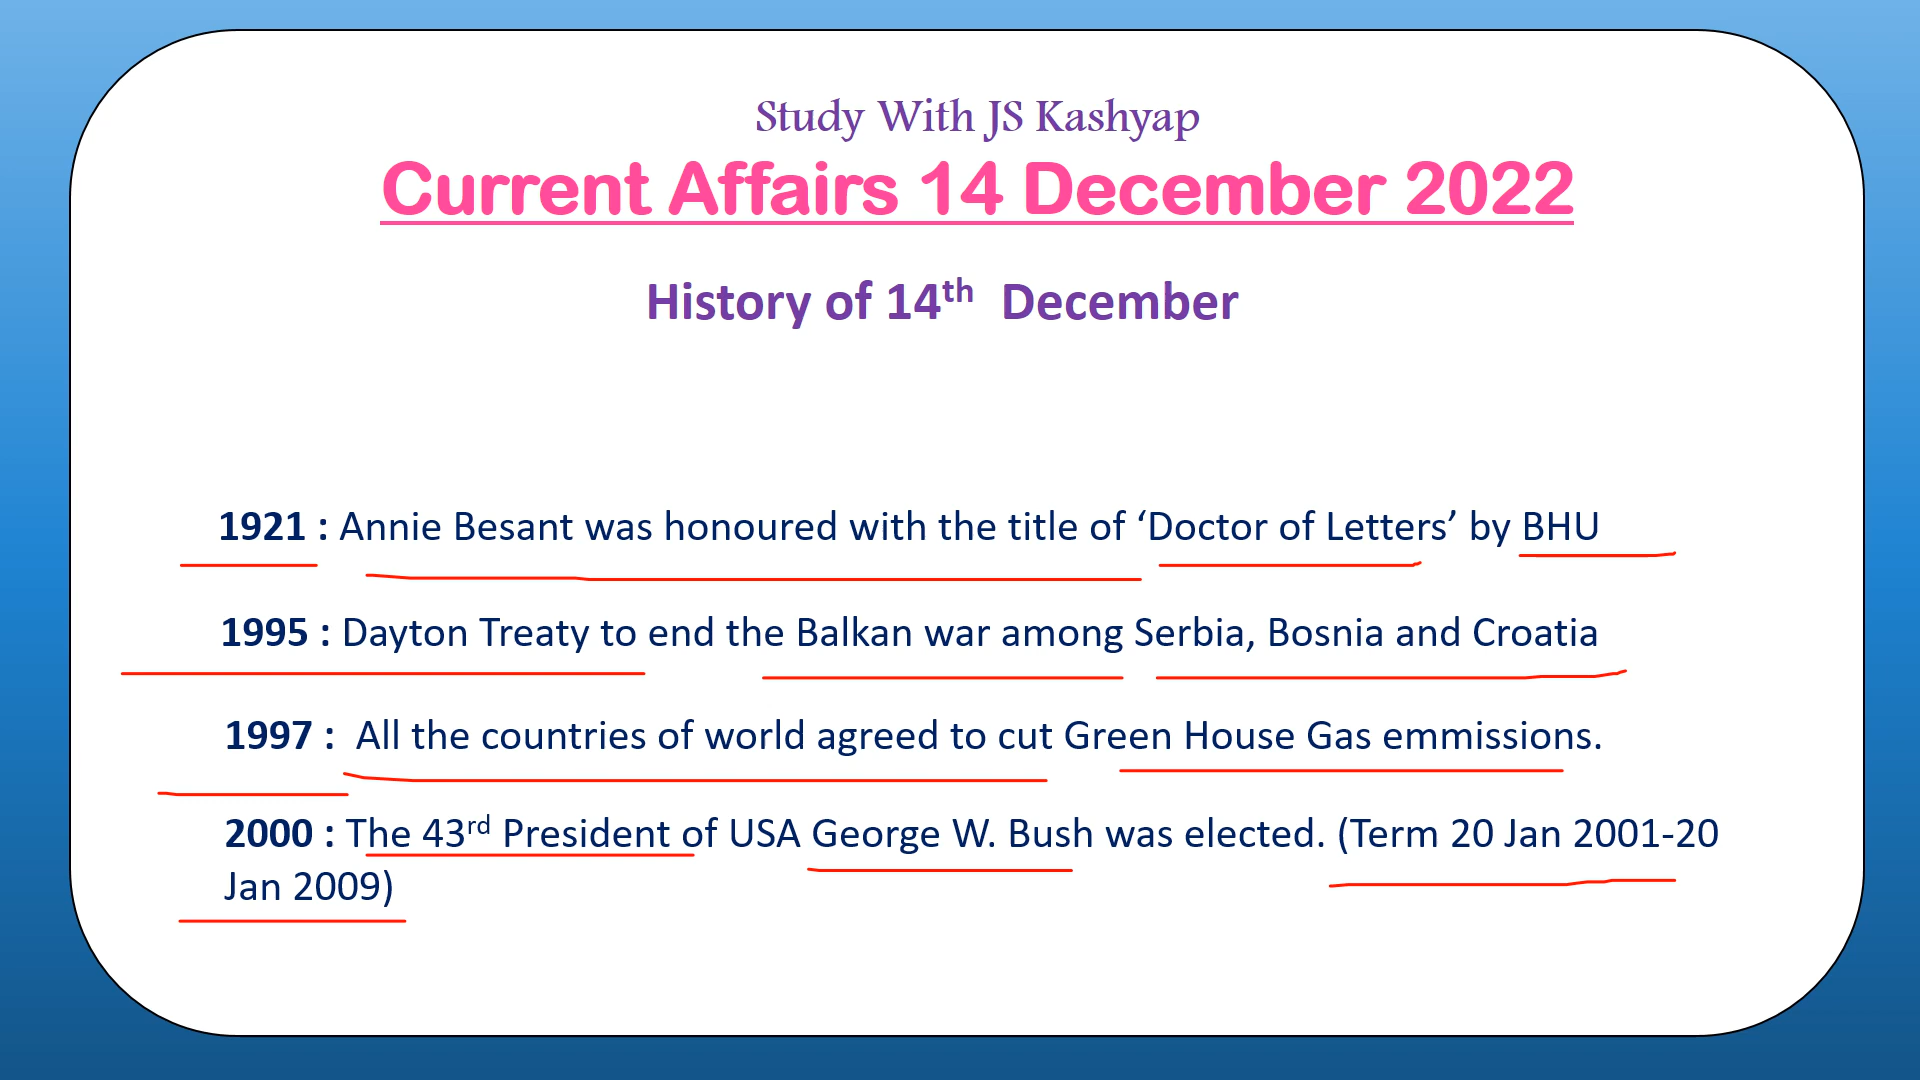 Study With JS Kashyap
Current Affairs 14 December 2022
History of 14th December
1921 : Annie Besant was honoured with the title of ‘Doctor of Letters’ by BHU
1995 : Dayton Treaty to end the Balkan war among Serbia, Bosnia and Croatia
1997 : All the countries of world agreed to cut Green House Gas emmissions.
2000 : The 43rd President of USA George W. Bush was elected. (Term 20 Jan 2001-20
Jan 2009)